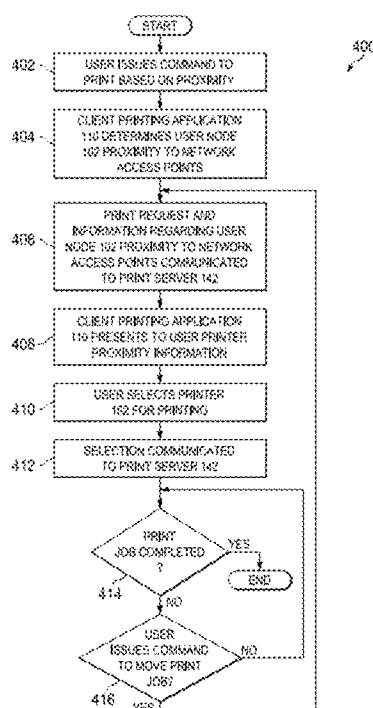 START
400
402
USER ISSUES COMMAND TO
PRINT BASED ON PROXIMITY
404
CLIENT PRINTING APPLICATION
110 DETERMINES USER NODE
102 PROXIMITY TO NETWORK
ACCESS POINTS
406
PRINT REQUEST AND
INFORMATION REGARDING USER
NODE 102 PROXIMITY TO NETWORK
ACCESS POINTS COMMUNICATED
TO PRINT SERVER 142
408
CLIENT PRINTING APPLICATION
110 PRESENTS TO USER PRINTER
PROXIMITY INFORMATION
410
USER SELECTS PRINTER
152 FOR PRINTING
412
SELECTION COMMUNICATED
TO PRINT SERVER 142
PRINT
JOB COMPLETED
?
YES
414
END
NO
USER
ISSUES COMMAND
TO MOVE PRINT
JOB?
NO
416
YES